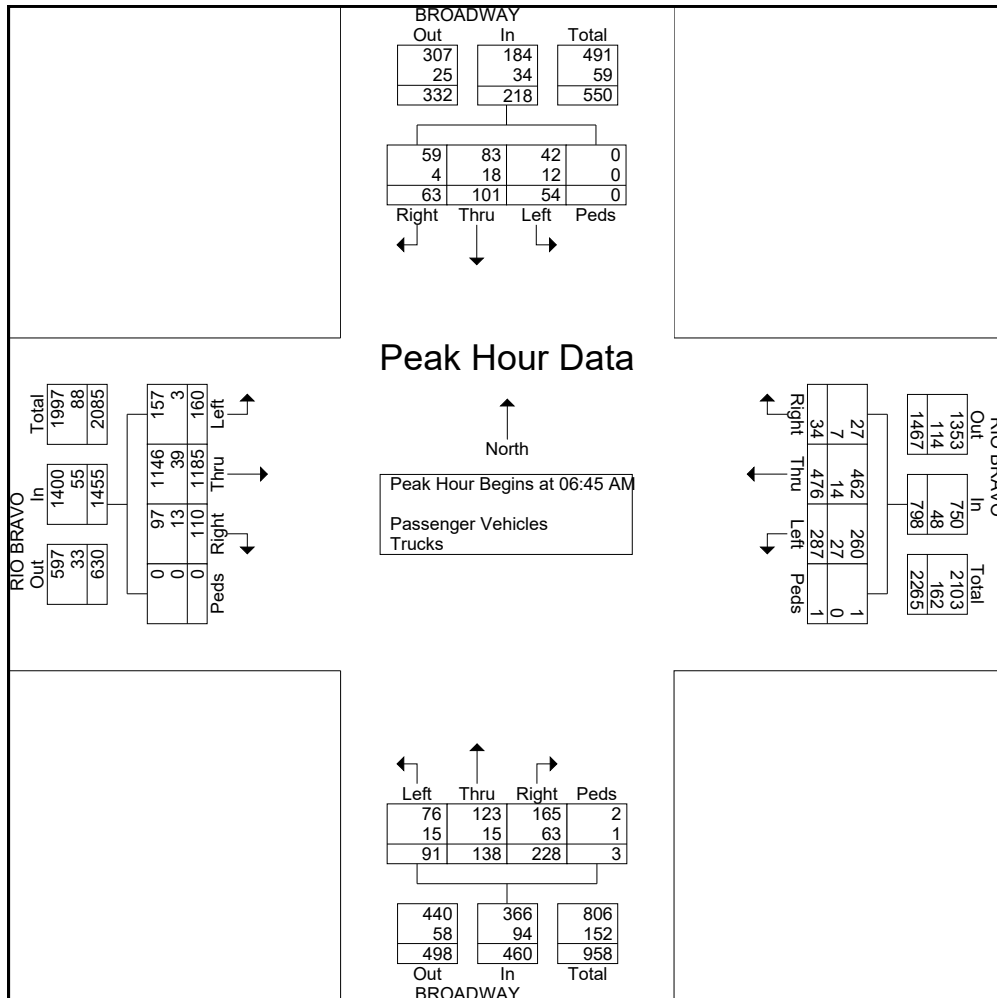 BROADWAY
Out In Total
307 184 491
25 34 59
332 218 550
59 83 42 0
4 18 12 0
63 101 54 0
Right Thru Left Peds
Peak Hour Data
North
Peak Hour Begins at 06:45 AM
Passenger Vehicles
Trucks
RIO BRAVO
Out In Total
597 1400 1997
33 55 88
630 1455 2085
157 1146 97 0
3 39 13 0
160 1185 110 0
Left Thru Right Peds
RIO BRAVO
Out In Total
1353 750 2103
114 48 162
1467 798 2265
27 462 260 1
7 14 27 0
34 476 287 1
Right Thru Left Peds
Left Thru Right Peds
76 123 165 2
15 15 63 1
91 138 228 3
440 366 806
58 94 152
498 460 958
Out In Total
BROADWAY